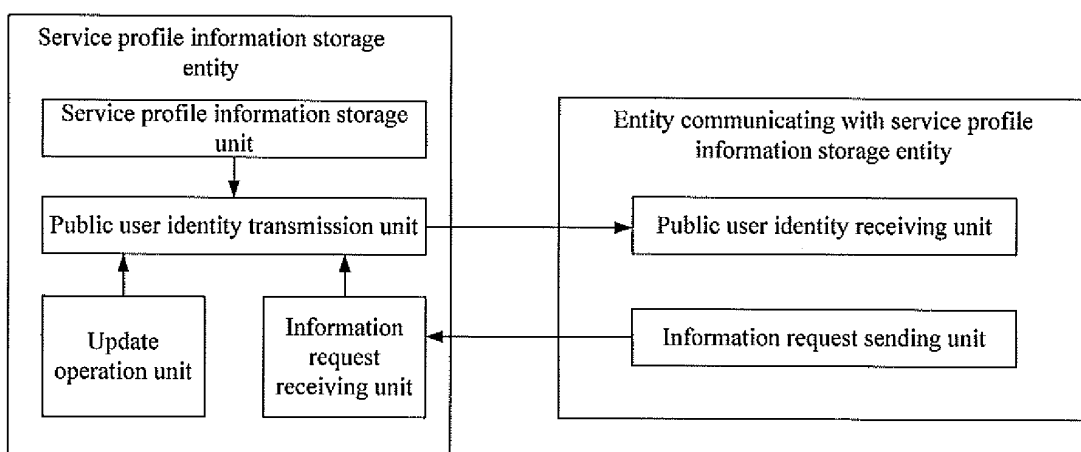 Service profile information storage
entity
Service profile information storage
unit
Public user identity transmission unit
Update
operation unit
Information
request
receiving unit
Entity communicating with service profile
information storage entity
Public user identity receiving unit
Information request sending unit